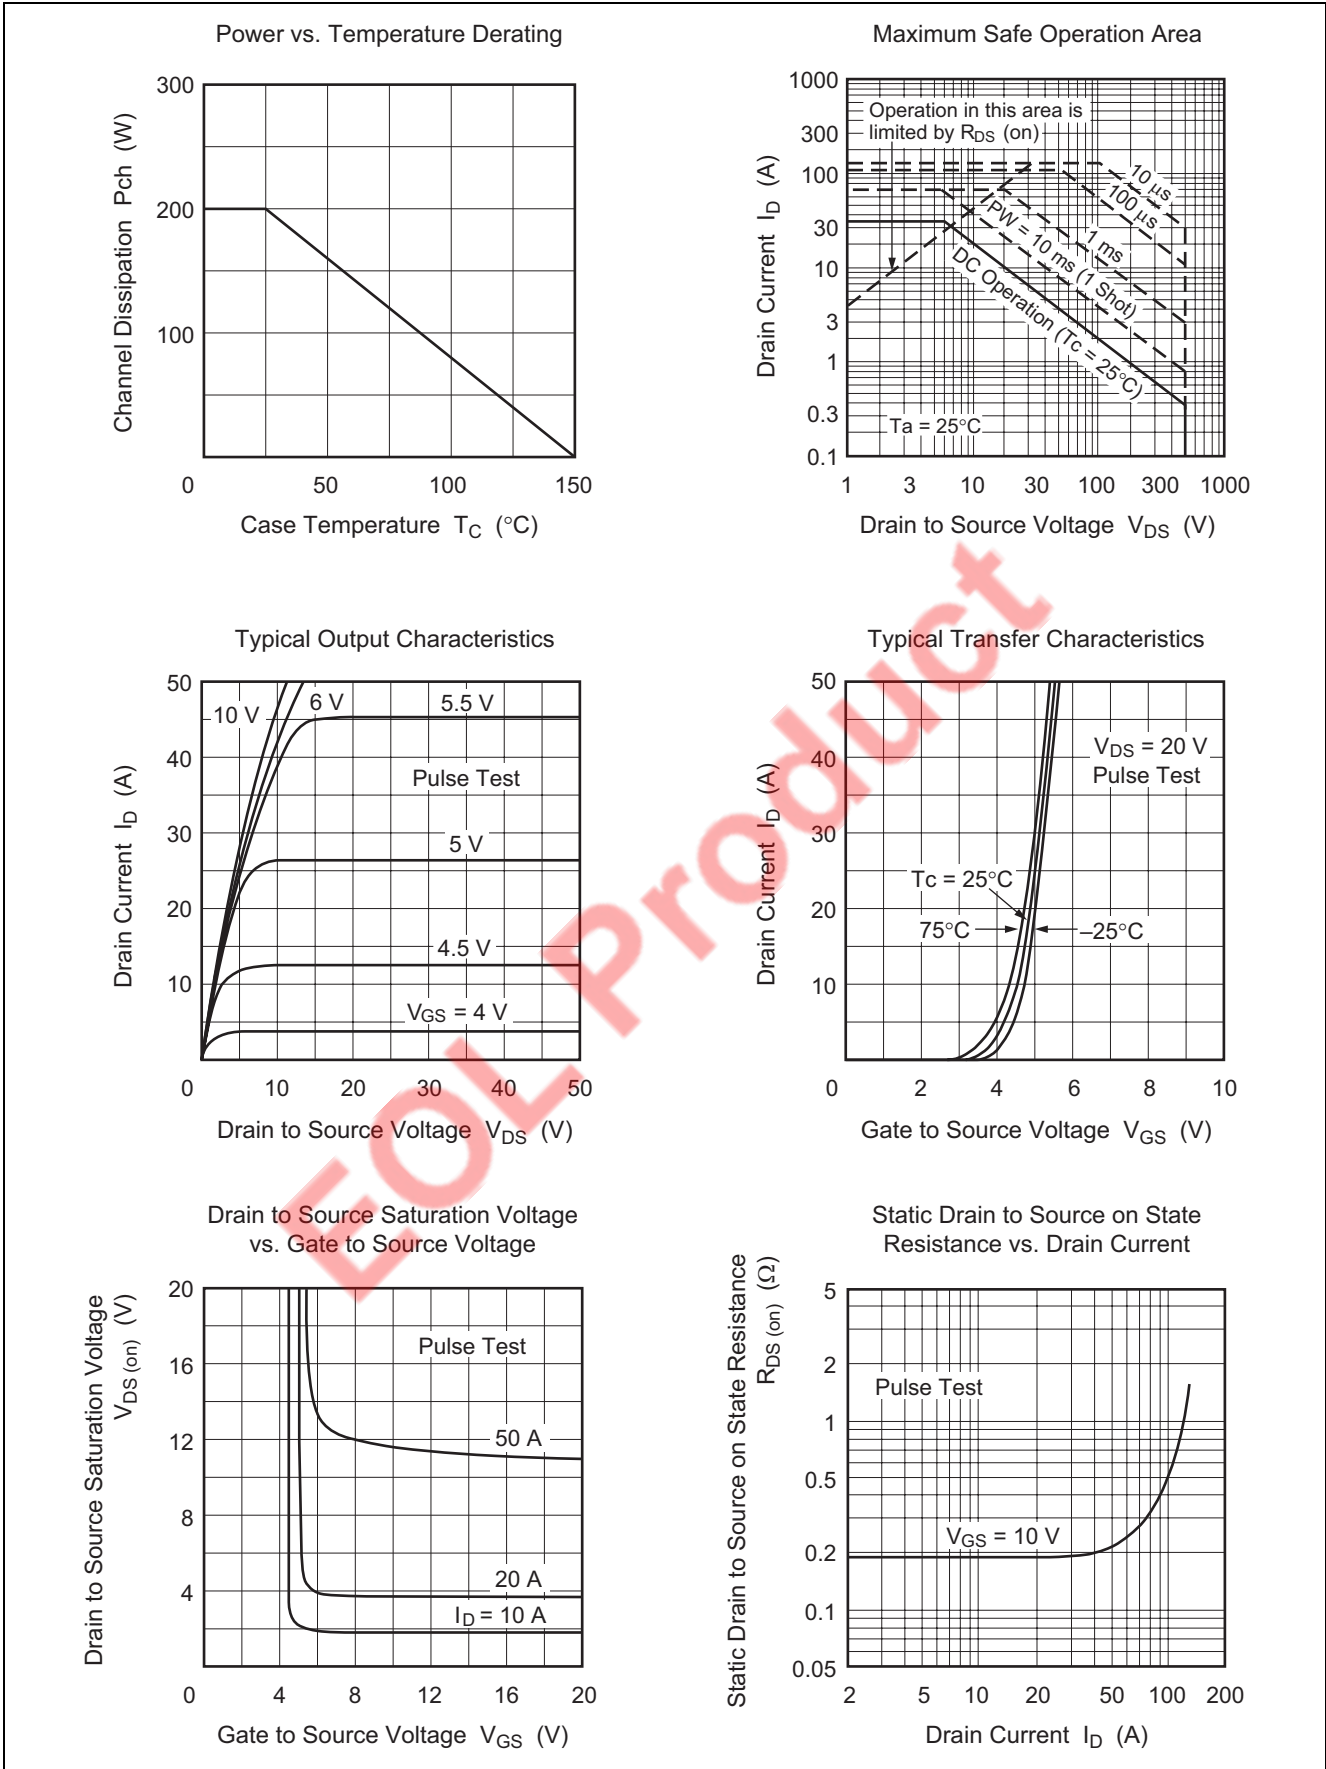 Power vs. Temperature Derating
300
200
100
0
50
100
150
Channel Dissipation Pch (W)
Case Temperature TC (°C)
Maximum Safe Operation Area
1000
300
100
30
10
3
1
0.3
0.1
1
3
10
30
100
300
1000
Drain Current ID (A)
Drain to Source Voltage VDS (V)
Operation in this area is
limited by RDS (on)
10 μs
100 μs
1 ms
PW = 10 ms (1 Shot)
DC Operation (Tc = 25°C)
Ta = 25°C
Typical Output Characteristics
50
40
30
20
10
0
10
20
30
40
50
Drain Current ID (A)
Drain to Source Voltage VDS (V)
10 V
6 V
5.5 V
Pulse Test
5 V
4.5 V
VGS = 4 V
Typical Transfer Characteristics
50
40
30
20
10
0
2
4
6
8
10
Drain Current ID (A)
Gate to Source Voltage VGS (V)
VDS = 20 V
Pulse Test
Tc = 25°C
75°C
–25°C
Drain to Source Saturation Voltage
vs. Gate to Source Voltage
20
16
12
8
4
0
4
8
12
16
20
Drain to Source Saturation Voltage
VDS (on) (V)
Gate to Source Voltage VGS (V)
Pulse Test
50 A
20 A
ID = 10 A
Static Drain to Source on State
Resistance vs. Drain Current
5
2
1
0.5
0.2
0.1
0.05
2
5
10
20
50
100
200
Static Drain to Source on State Resistance
RDS (on) (Ω)
Drain Current ID (A)
Pulse Test
VGS = 10 V
EOL Product